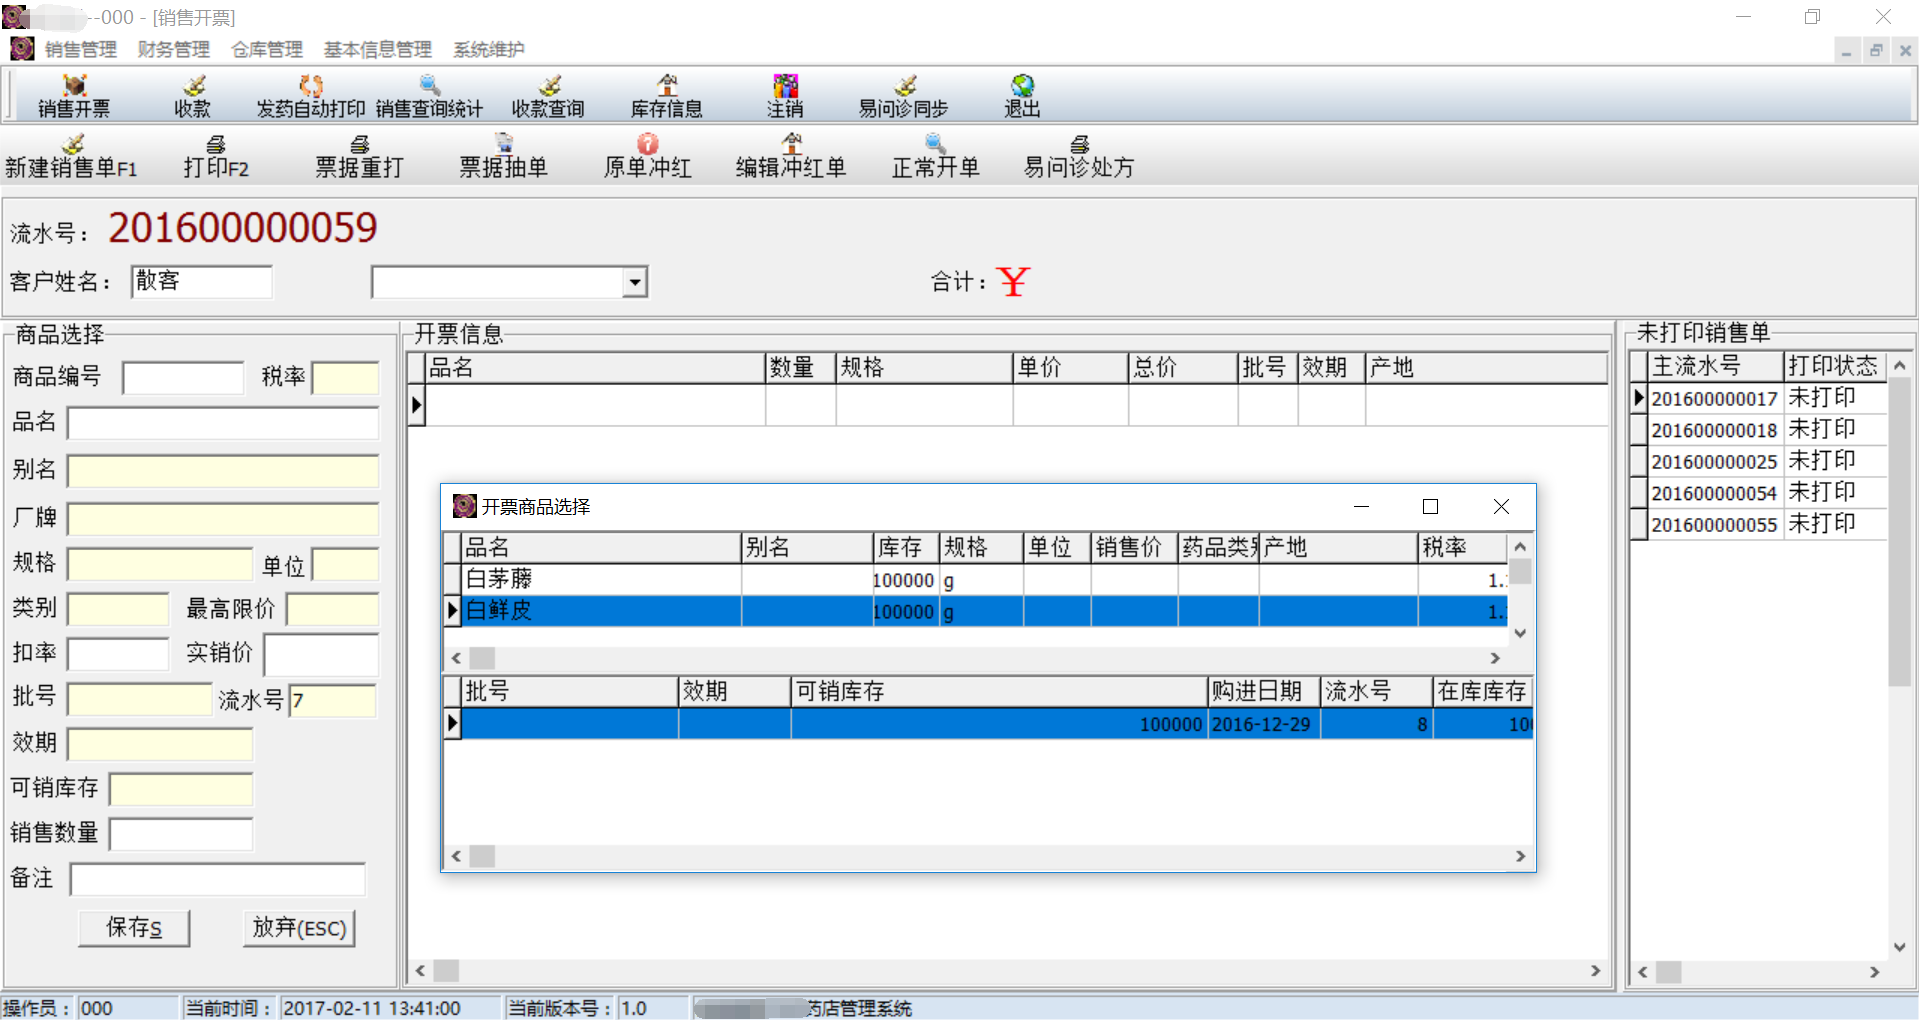 --000 - [销售开票]
销售管理 财务管理 仓库管理 基本信息管理 系统维护
销售开票 收款 发药自动打印 销售查询统计 收款查询 库存信息 注销 易问诊同步 退出
新建销售单F1 打印F2 票据重打 票据抽单 原单冲红 编辑冲红单 正常开单 易问诊处方
流水号： 201600000059
客户姓名： 散客 合计：￥
商品选择
商品编号 税率
品名
别名
厂牌
规格 单位
类别 最高限价
扣率 实销价
批号 流水号 7
效期
可销库存
销售数量
备注
保存S 放弃(ESC)
开票信息
品名 数量 规格 单价 总价 批号 效期 产地
开票商品选择
品名 别名 库存 规格 单位 销售价 药品类别 产地 税率
白茅藤 100000 g 1.
白鲜皮 100000 g 1.
批号 效期 可销库存 购进日期 流水号 在库库存
100000 2016-12-29 8 100
未打印销售单
主流水号 打印状态
201600000017 未打印
201600000018 未打印
201600000025 未打印
201600000054 未打印
201600000055 未打印
操作员： 000 当前时间： 2017-02-11 13:41:00 当前版本号： 1.0 药店管理系统